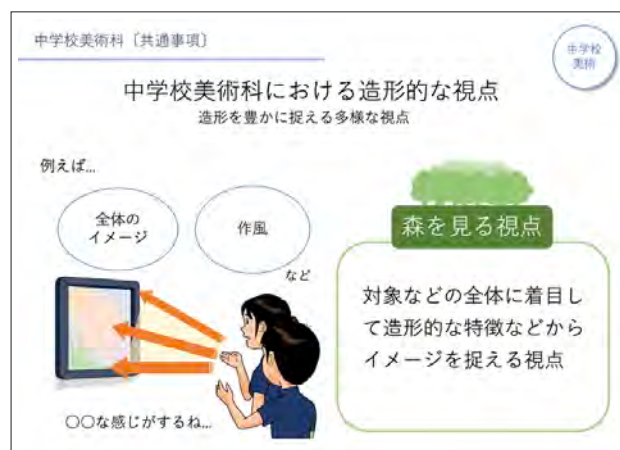 中学校美術科〔共通事項〕
中学校
美術
中学校美術科における造形的な視点
造形を豊かに捉える多様な視点
例えば…
全体の
イメージ
作風
など
○○な感じがするね…
森を見る視点
対象などの全体に着目し
て造形的な特徴などから
イメージを捉える視点